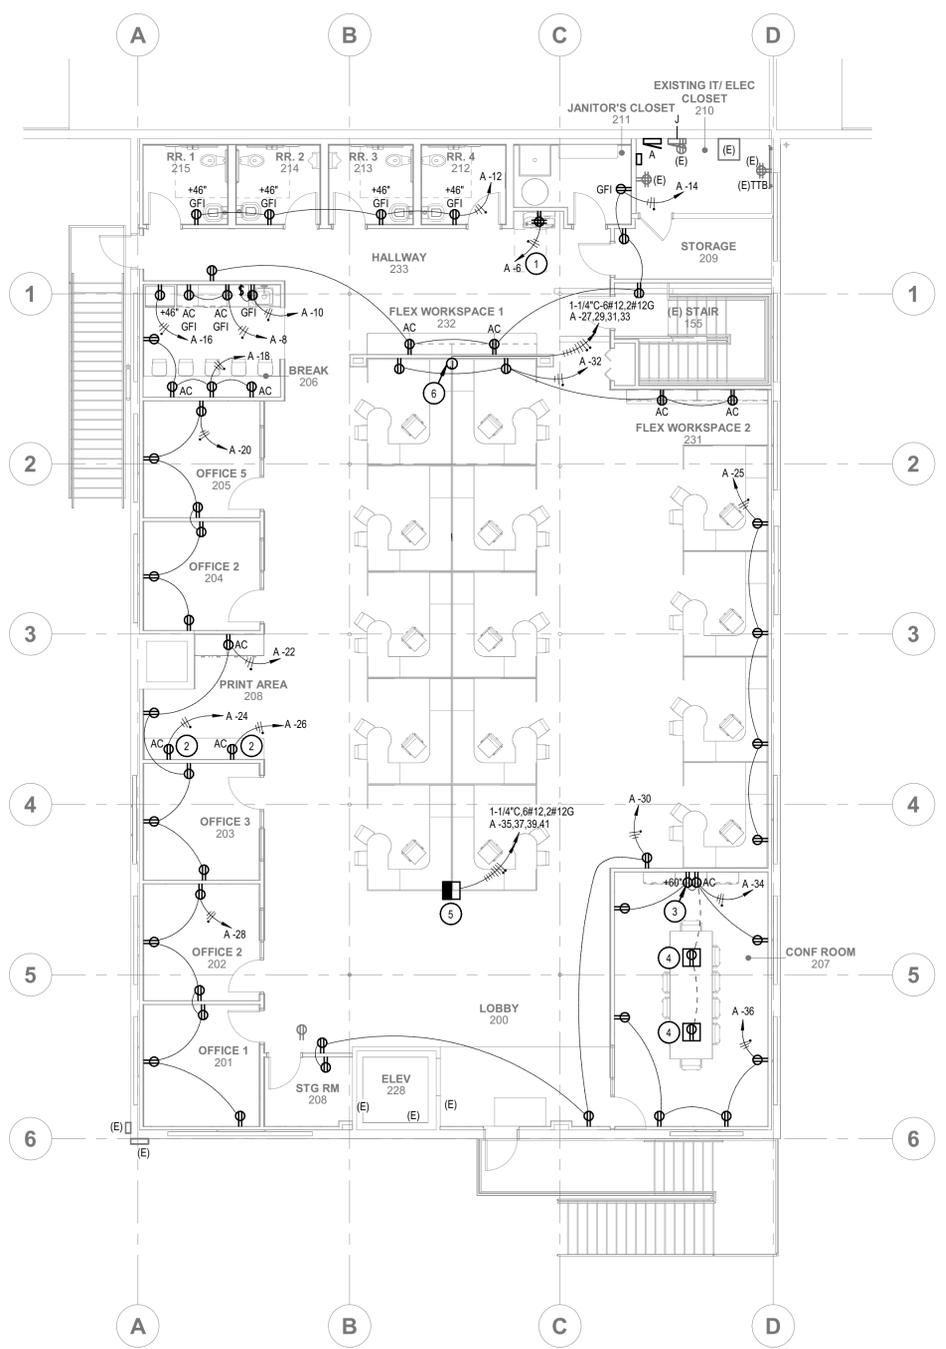 A
B
C
D
EXISTING IT/ ELEC
CLOSET
210
JANITOR'S CLOSET
211
J
A
(E)
(E)
(E)
(E)
(E)TTB
RR. 1
215
RR. 2
214
RR. 3
213
RR. 4
212
+46"
GFI
+46"
GFI
+46"
GFI
+46"
GFI
A -12
GFI
A -14
HALLWAY
233
A -6
1
STORAGE
209
1
1
+46"
AC
GFI
AC
GFI
$
GFI
A -10
A -16
A -8
FLEX WORKSPACE 1
232
1-1/4"C-6#12,2#12G
A -27,29,31,33
(E) STAIR
155
AC
AC
A -32
A -18
BREAK
206
AC
AC
6
AC
AC
FLEX WORKSPACE 2
231
A -20
2
2
OFFICE 5
205
A -25
OFFICE 2
204
3
3
AC
A -22
PRINT AREA
208
A -24
A -26
AC
2
AC
2
4
4
OFFICE 3
203
A -30
1-1/4"C,6#12,2#12G
A -35,37,39,41
+60"
AC
A -34
3
5
A -28
OFFICE 2
202
CONF ROOM
207
4
5
5
LOBBY
200
A -36
4
OFFICE 1
201
STG RM
208
ELEV
228
(E)
(E)
(E)
(E)
6
6
(E)
A
B
C
D